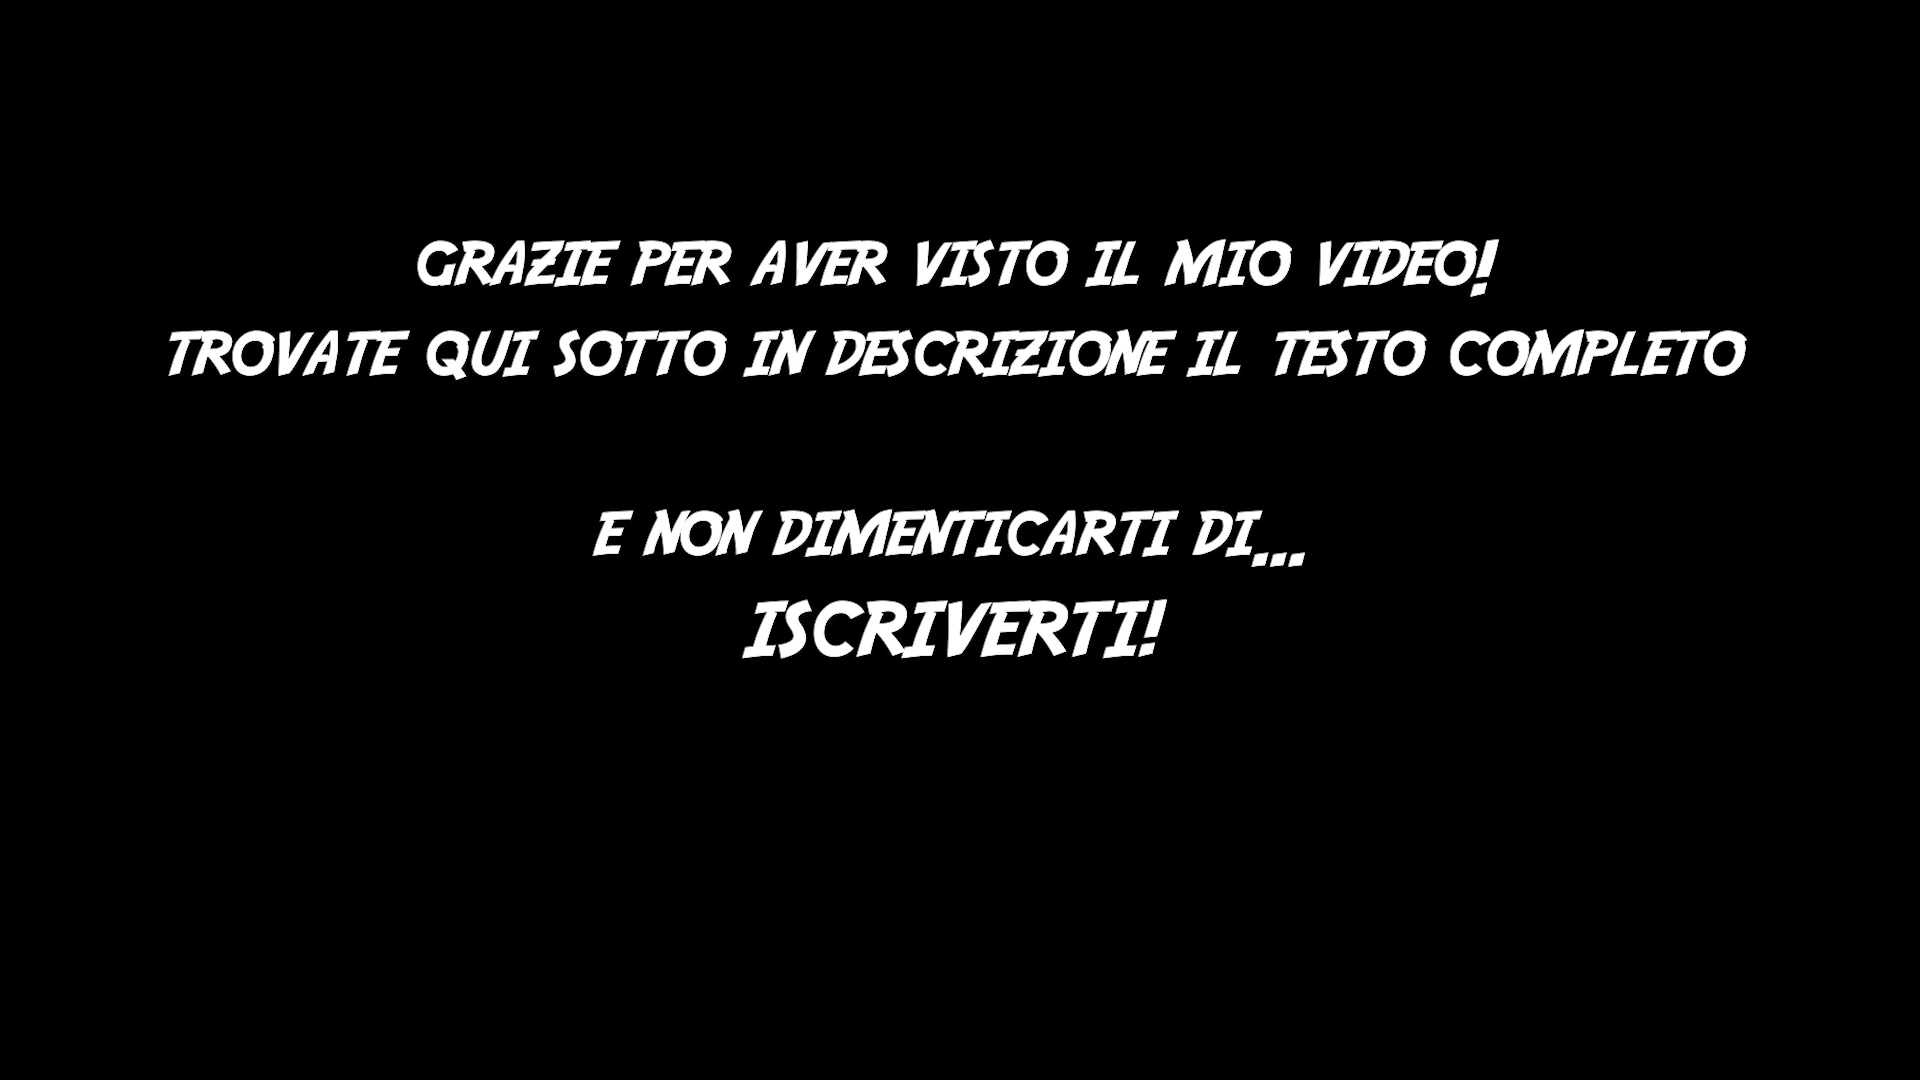 GRAZIE PER AVER VISTO IL MIO VIDEO!
TROVATE QUI SOTTO IN DESCRIZIONE IL TESTO COMPLETO
E NON DIMENTICARTI DI...
ISCRIVERTI!